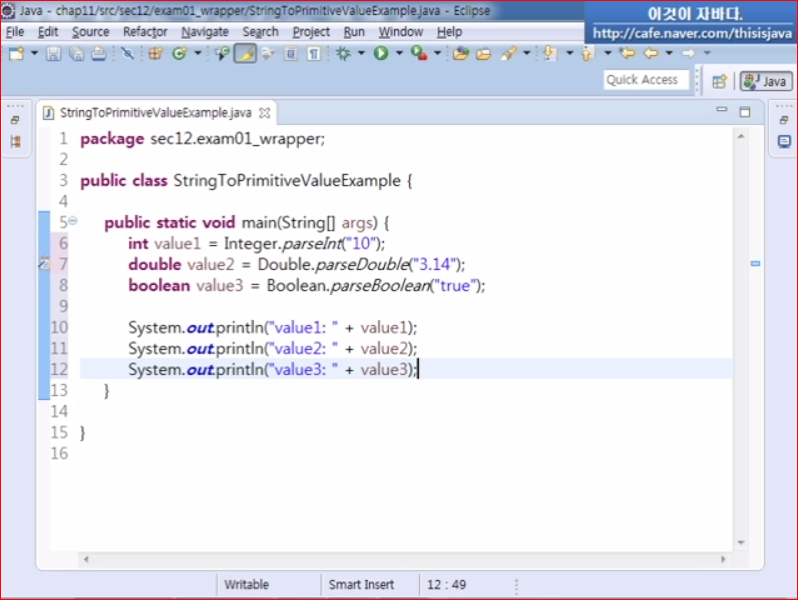 Java - chap11/src/sec12/exam01_wrapper/StringToPrimitiveValueExample.java - Eclipse
이것이 자바다.
http://cafe.naver.com/thisisjava
File Edit Source Refactor Navigate Search Project Run Window Help
Quick Access
Java
StringToPrimitiveValueExample.java
1 package sec12.exam01_wrapper;
2
3 public class StringToPrimitiveValueExample {
4
5 public static void main(String[] args) {
6 int value1 = Integer.parseInt("10");
7 double value2 = Double.parseDouble("3.14");
8 boolean value3 = Boolean.parseBoolean("true");
9
10 System.out.println("value1: " + value1);
11 System.out.println("value2: " + value2);
12 System.out.println("value3: " + value3);
13 }
14
15 }
16
Writable Smart Insert 12 : 49